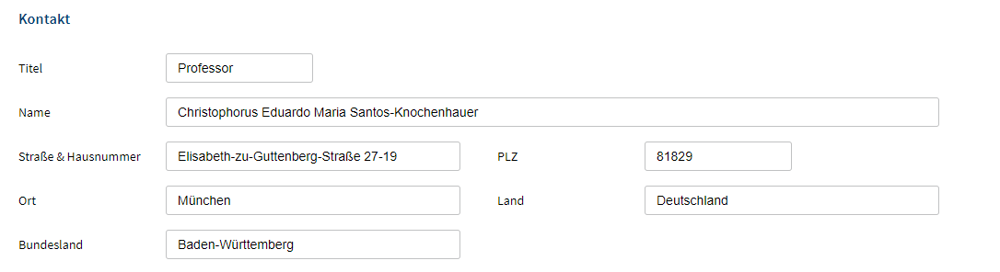 Kontakt
Titel Professor
Name Christophorus Eduardo Maria Santos-Knochenhauer
Straße & Hausnummer Elisabeth-zu-Guttenberg-Straße 27-19 PLZ 81829
Ort München Land Deutschland
Bundesland Baden-Württemberg